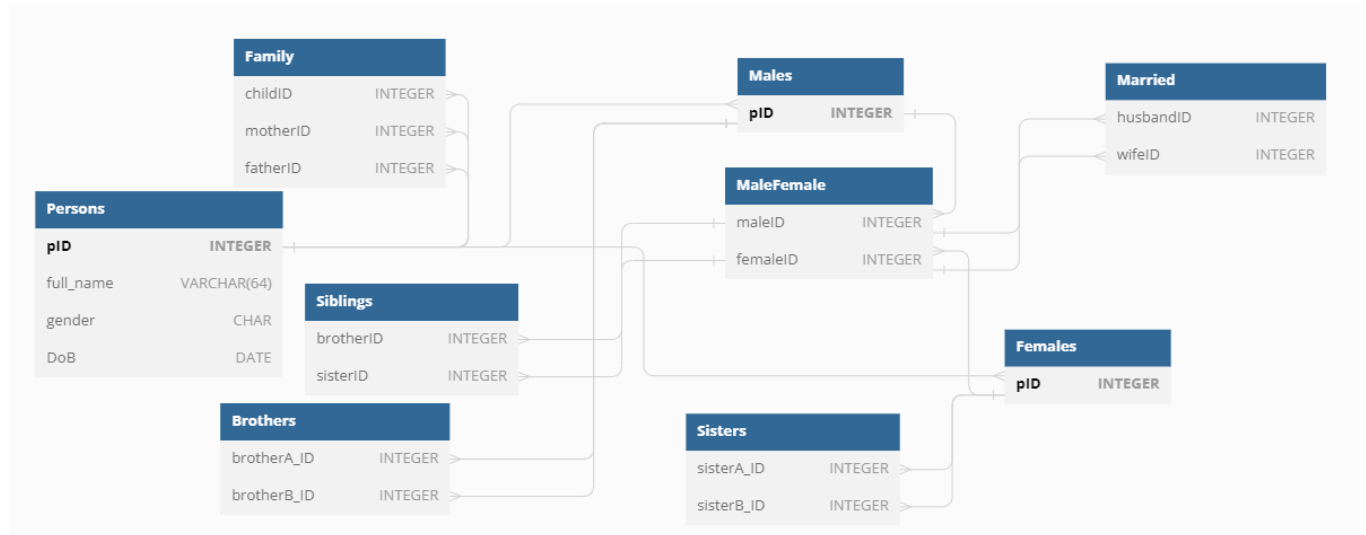 Family
childID INTEGER
motherID INTEGER
fatherID INTEGER
Persons
pID INTEGER
full_name VARCHAR(64)
gender CHAR
DoB DATE
Siblings
brotherID INTEGER
sisterID INTEGER
Brothers
brotherA_ID INTEGER
brotherB_ID INTEGER
Males
pID INTEGER
MaleFemale
maleID INTEGER
femaleID INTEGER
Sisters
sisterA_ID INTEGER
sisterB_ID INTEGER
Married
husbandID INTEGER
wifeID INTEGER
Females
pID INTEGER